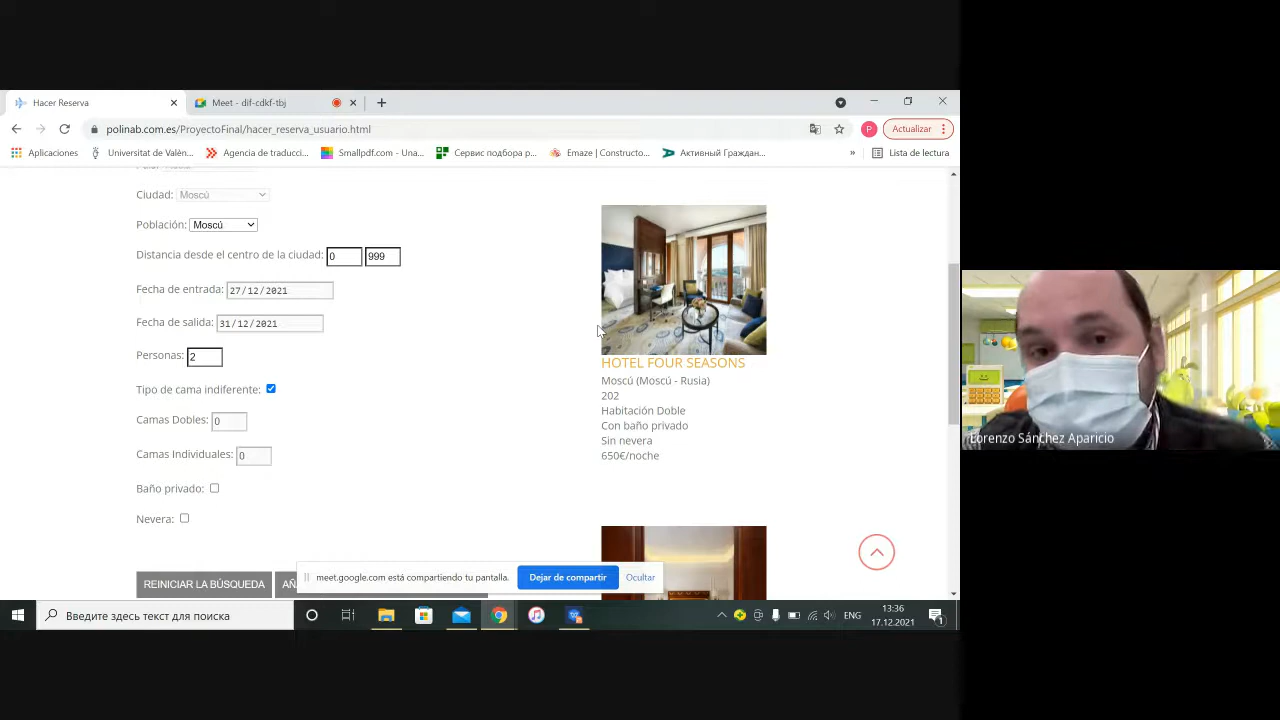 Hacer Reserva
Meet - dif-cdkf-tbj
polinab.com.es/ProyectoFinal/hacer_reserva_usuario.html
Actualizar
P
Aplicaciones
Universitat de Valèn...
Agencia de traducci...
Smallpdf.com - Una...
Сервис подбора р...
Emaze | Constructo...
Активный Граждан...
»
Lista de lectura
Ciudad: Moscú
Población: Moscú
Distancia desde el centro de la ciudad: 0 999
Fecha de entrada: 27/12/2021
Fecha de salida: 31/12/2021
Personas: 2
Tipo de cama indiferente:
Camas Dobles: 0
Camas Individuales: 0
Baño privado:
Nevera:
REINICIAR LA BÚSQUEDA
HOTEL FOUR SEASONS
Moscú (Moscú - Rusia)
202
Habitación Doble
Con baño privado
Sin nevera
650€/noche
meet.google.com está compartiendo tu pantalla.
Dejar de compartir
Ocultar
Введите здесь текст для поиска
ENG
13:36
17.12.2021
1
Lorenzo Sánchez Aparicio